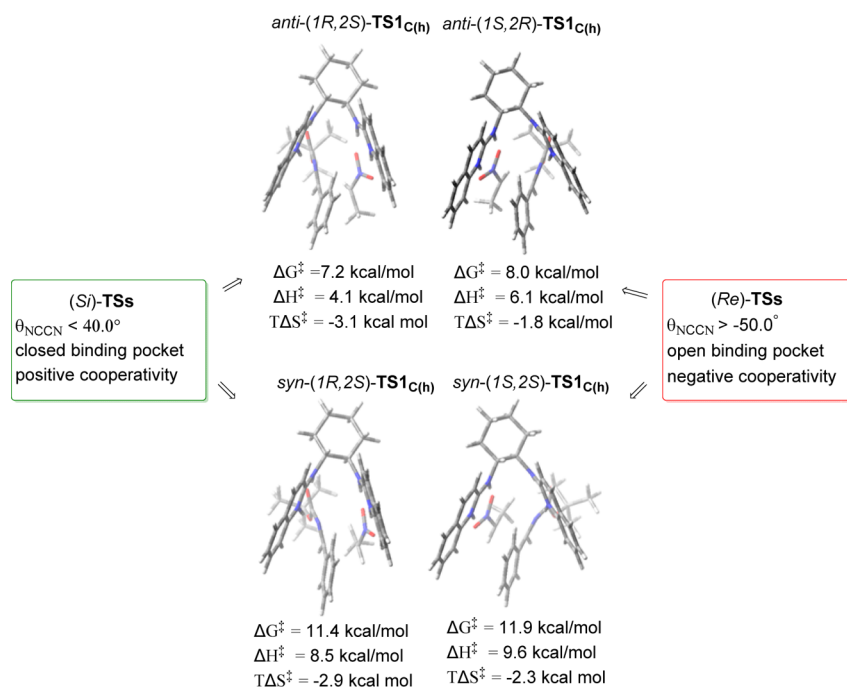 anti-(1R,2S)-TS1C(h)
anti-(1S,2R)-TS1C(h)
ΔG‡ =7.2 kcal/mol
ΔH‡ = 4.1 kcal/mol
TΔS‡ = -3.1 kcal mol
ΔG‡ = 8.0 kcal/mol
ΔH‡ = 6.1 kcal/mol
TΔS‡ = -1.8 kcal/mol
(Si)-TSs
θNCCN < 40.0°
closed binding pocket
positive cooperativity
(Re)-TSs
θNCCN > -50.0°
open binding pocket
negative cooperativity
syn-(1R,2S)-TS1C(h)
syn-(1S,2S)-TS1C(h)
ΔG‡ = 11.4 kcal/mol
ΔH‡ = 8.5 kcal/mol
TΔS‡ = -2.9 kcal mol
ΔG‡ = 11.9 kcal/mol
ΔH‡ = 9.6 kcal/mol
TΔS‡ = -2.3 kcal mol